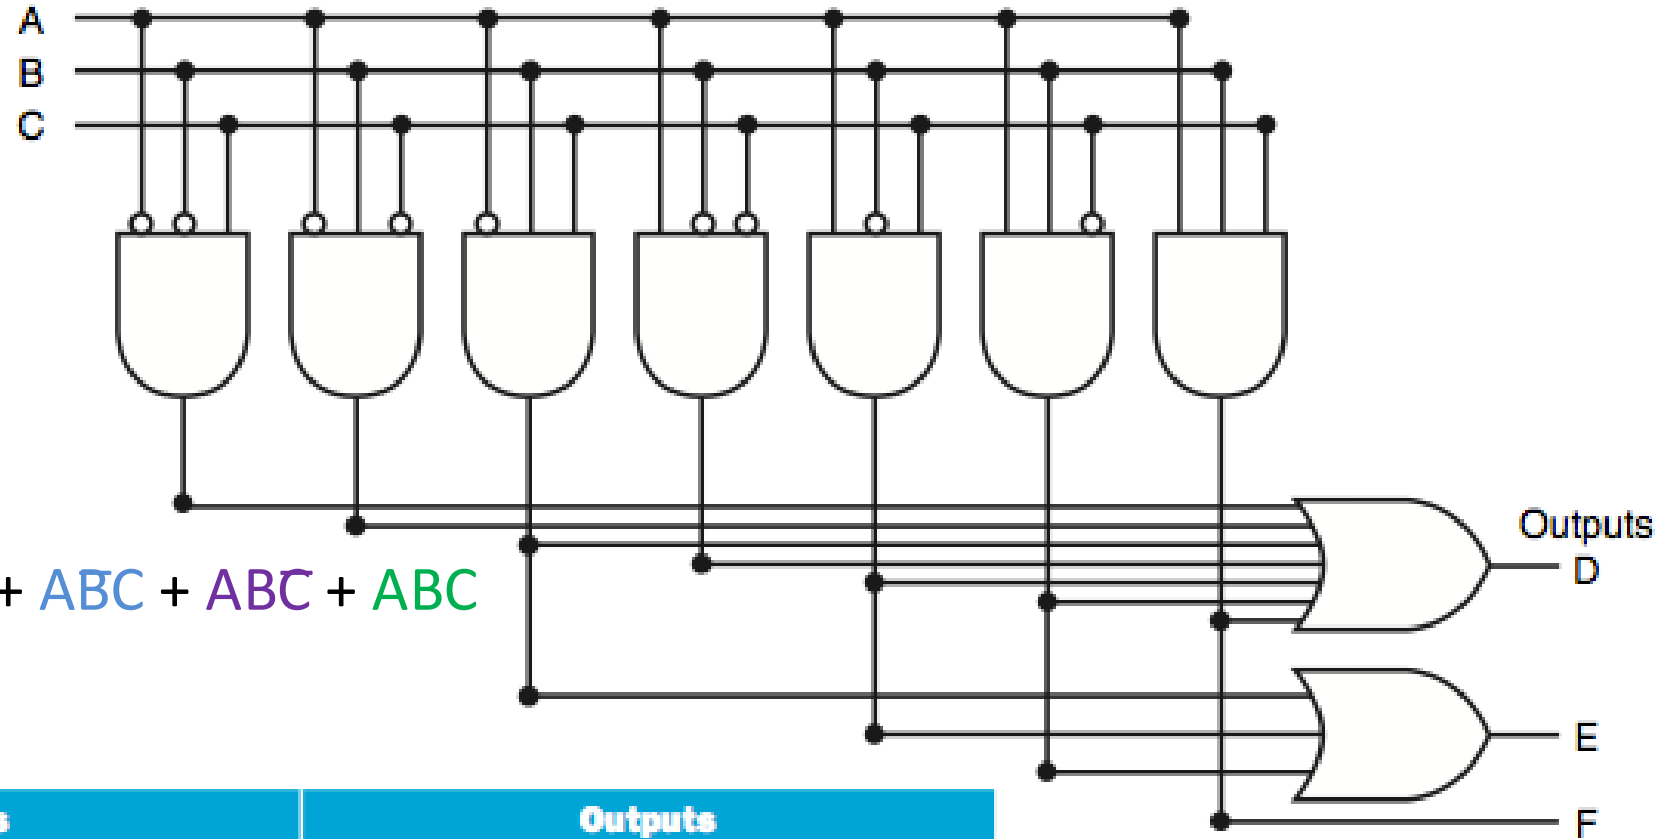 A
B
C
Outputs
D
+ AB̅C + ABC̅ + ABC
E
s
Outputs
F